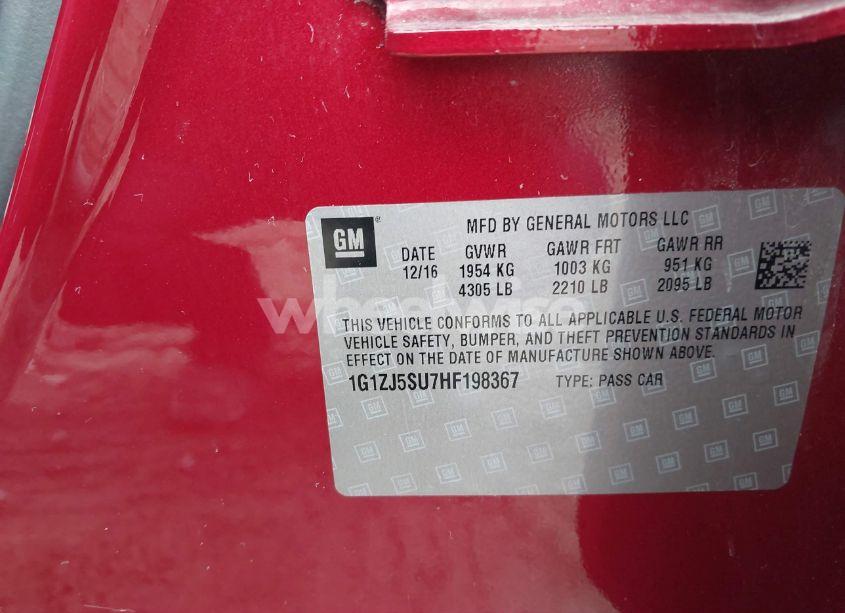 GM
MFD BY GENERAL MOTORS LLC
DATE GVWR GAWR FRT GAWR RR
12/16 1954 KG 1003 KG 951 KG
4305 LB 2210 LB 2095 LB
wheelwise
THIS VEHICLE CONFORMS TO ALL APPLICABLE U.S. FEDERAL MOTOR
VEHICLE SAFETY, BUMPER, AND THEFT PREVENTION STANDARDS IN
EFFECT ON THE DATE OF MANUFACTURE SHOWN ABOVE.
1G1ZJ5SU7HF198367 TYPE: PASS CAR